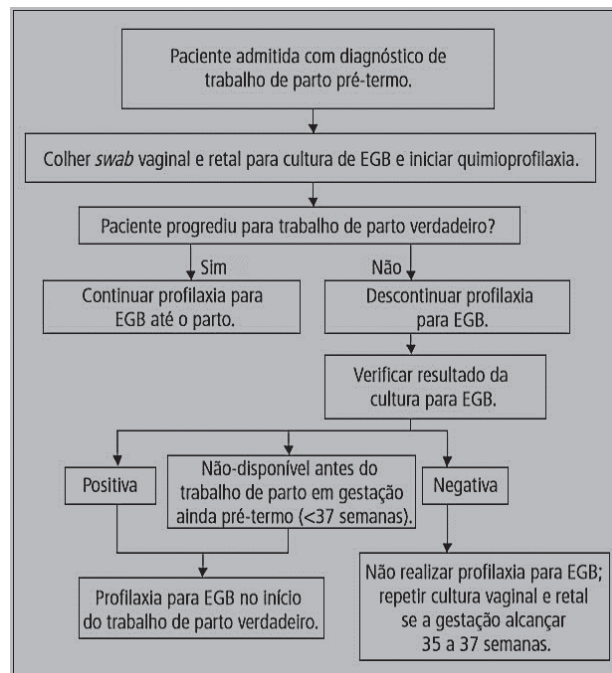 Paciente admitida com diagnóstico de
trabalho de parto pré-termo.
Colher swab vaginal e retal para cultura de EGB e iniciar quimioprofilaxia.
Paciente progrediu para trabalho de parto verdadeiro?
Sim
Não
Continuar profilaxia para
EGB até o parto.
Descontinuar profilaxia
para EGB.
Verificar resultado da
cultura para EGB.
Positiva
Não-disponível antes do
trabalho de parto em gestação
ainda pré-termo (<37 semanas).
Negativa
Profilaxia para EGB no início
do trabalho de parto verdadeiro.
Não realizar profilaxia para EGB;
repetir cultura vaginal e retal
se a gestação alcançar
35 a 37 semanas.